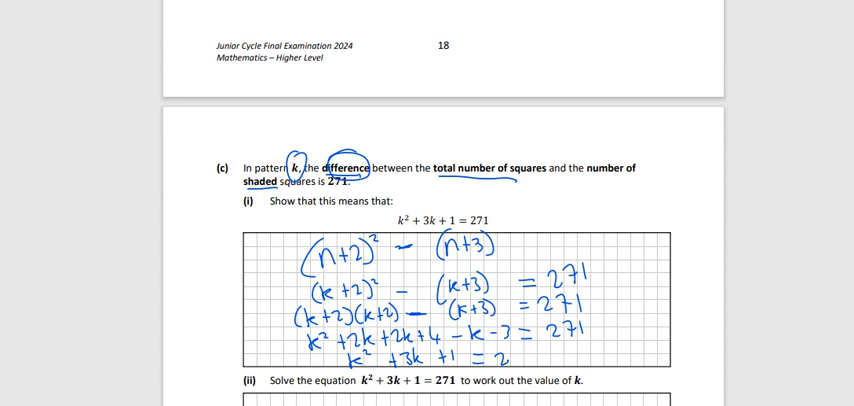 Junior Cycle Final Examination 2024
18
Mathematics – Higher Level
(c) In pattern k, the difference between the total number of squares and the number of
shaded squares is 271.
(i) Show that this means that:
k² + 3k + 1 = 271
(n+2)² – (n+3)
(k+2)² – (k+3) = 271
(k+2)(k+2) – (k+3) = 271
k² +2k +2k +4 – k – 3 = 271
k² +3k +1 = 2
(ii) Solve the equation k² + 3k + 1 = 271 to work out the value of k.